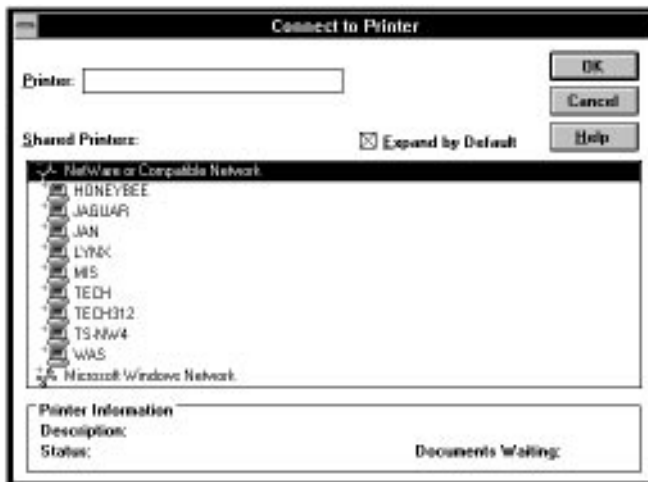 Connect to Printer
Printer:
OK
Cancel
Shared Printers:
Expand by Default
Help
NetWare or Compatible Network
HONEYBEE
JAGUAR
JAN
LYNX
MIS
TECH
TECH312
TS-NW4
WAS
Microsoft Windows Network
Printer Information
Description:
Status:
Documents Waiting: